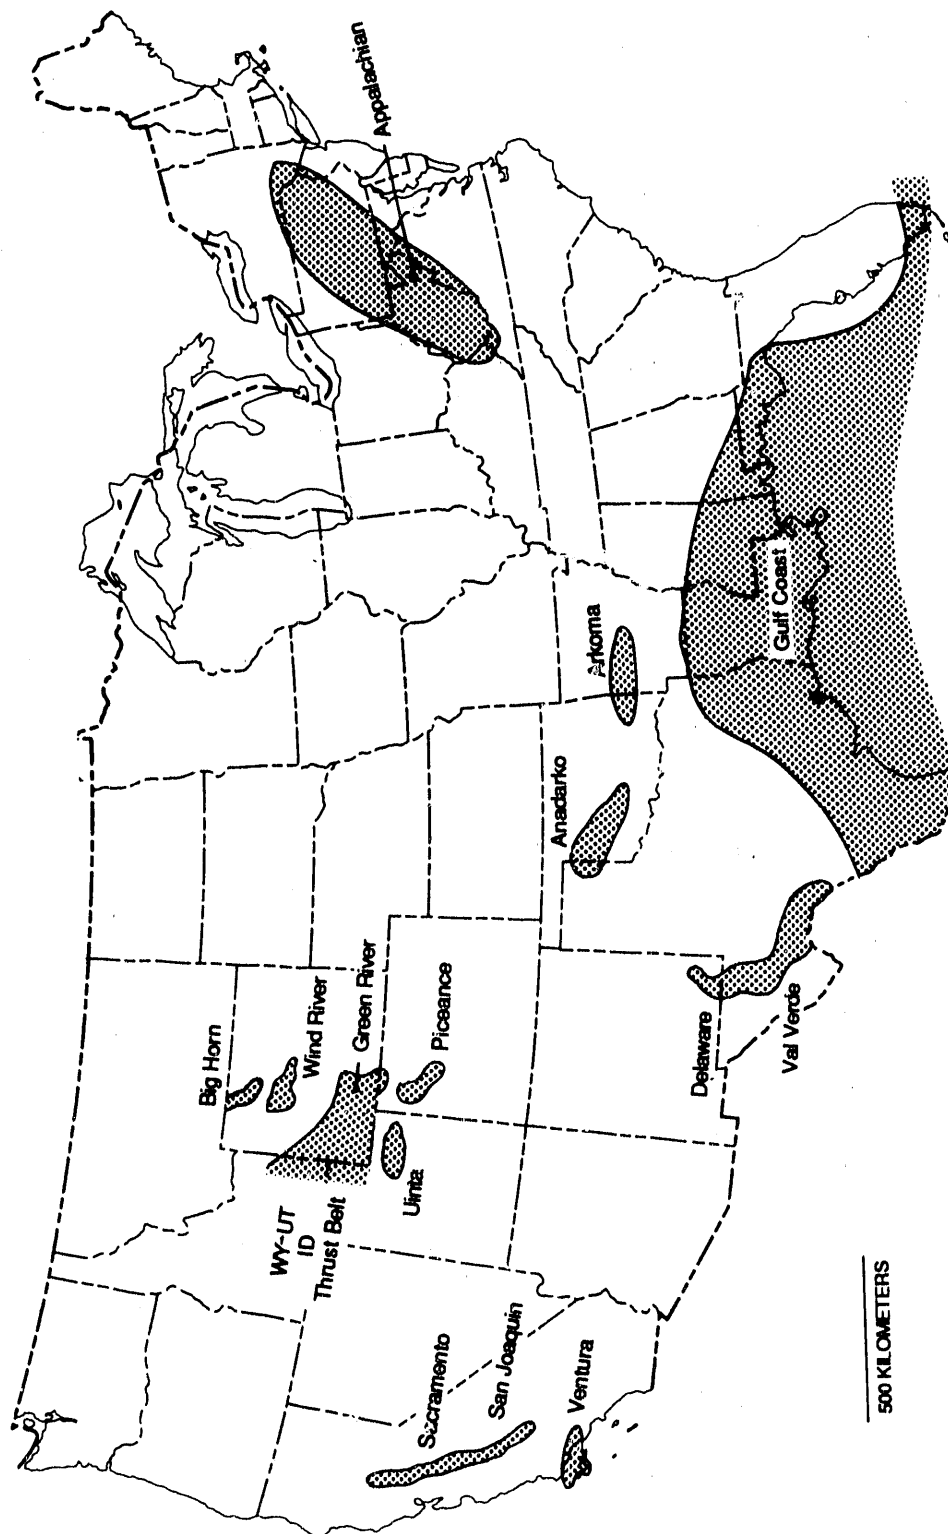 Sacramento
San Joaquin
Ventura
WY-UT
ID
Thrust Belt
Big Horn
Wind River
Green River
Uinta
Piceance
Delaware
Val Verde
Anadarko
Arkoma
Gulf Coast
Appalachian
500 KILOMETERS